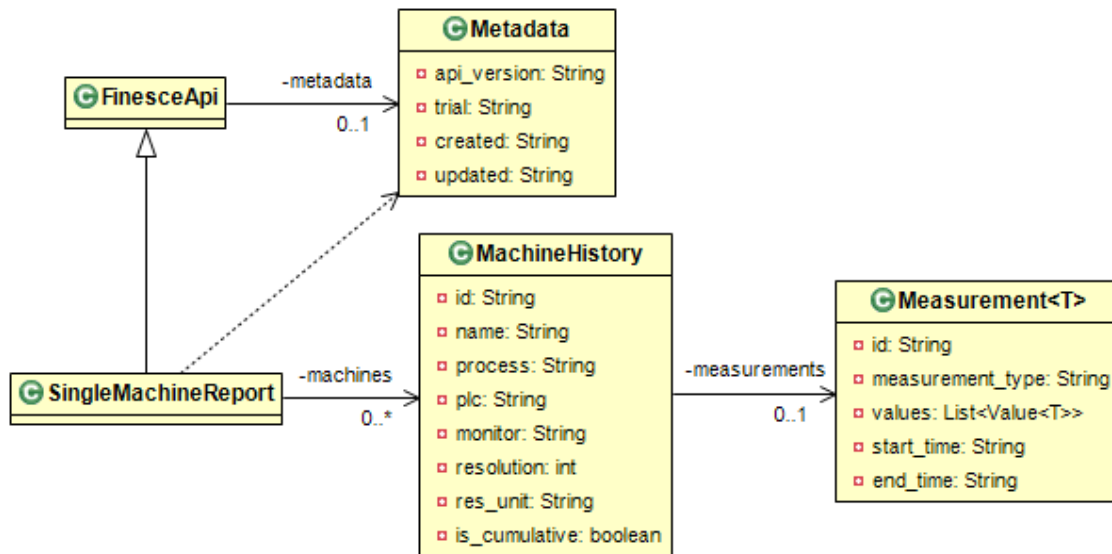 C Metadata
api_version: String
trial: String
created: String
updated: String
C FinesceApi
-metadata
0..1
C MachineHistory
id: String
name: String
process: String
plc: String
monitor: String
resolution: int
res_unit: String
is_cumulative: boolean
C SingleMachineReport
-machines
0..*
C Measurement<T>
id: String
measurement_type: String
values: List<Value<T>>
start_time: String
end_time: String
-measurements
0..1